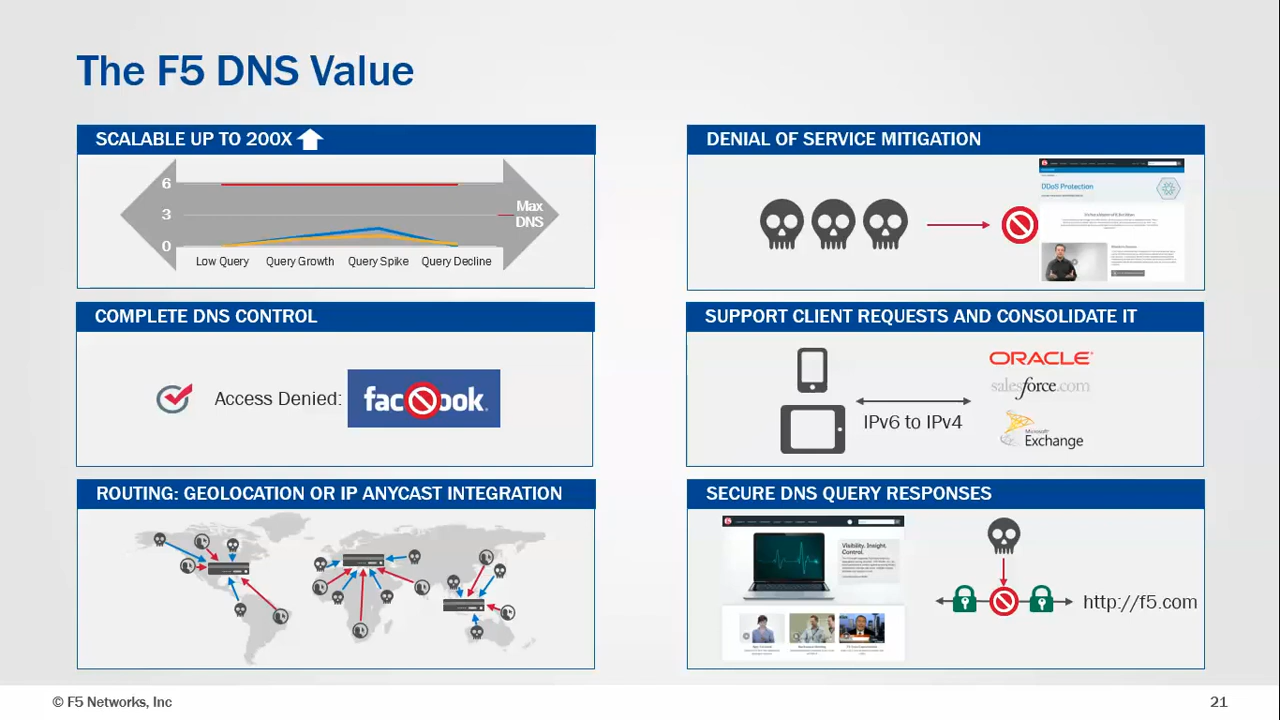 The F5 DNS Value
SCALABLE UP TO 200X
6
3
0
Max
DNS
Low Query
Query Growth
Query Spike
Query Decline
DENIAL OF SERVICE MITIGATION
DDoS Protection
COMPLETE DNS CONTROL
Access Denied:
SUPPORT CLIENT REQUESTS AND CONSOLIDATE IT
IPv6 to IPv4
ORACLE
salesforce.com
Microsoft
Exchange
ROUTING: GEOLOCATION OR IP ANYCAST INTEGRATION
SECURE DNS QUERY RESPONSES
Visibility. Insight.
Control.
http://f5.com
© F5 Networks, Inc
21